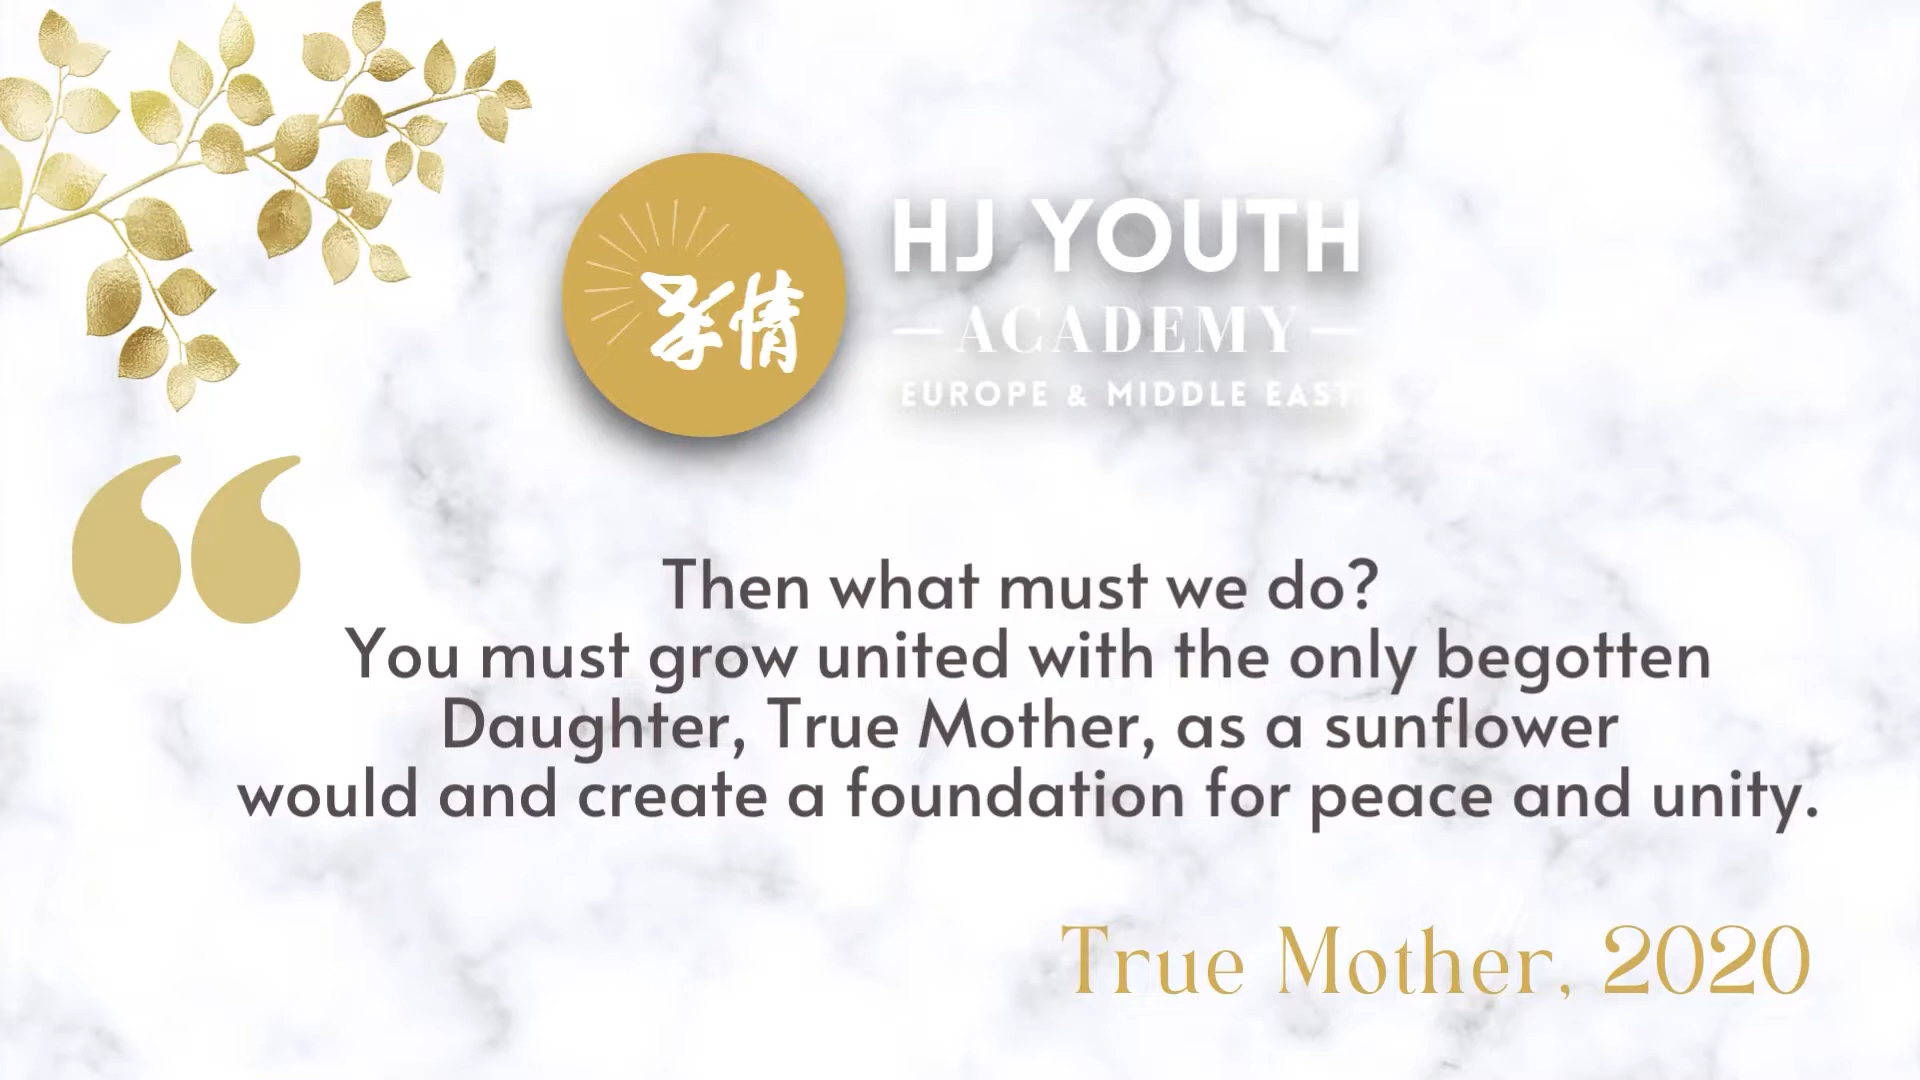 孝情
HJ YOUTH
ACADEMY
EUROPE & MIDDLE EAST
“
Then what must we do?
You must grow united with the only begotten
Daughter, True Mother, as a sunflower
would and create a foundation for peace and unity.
True Mother, 2020